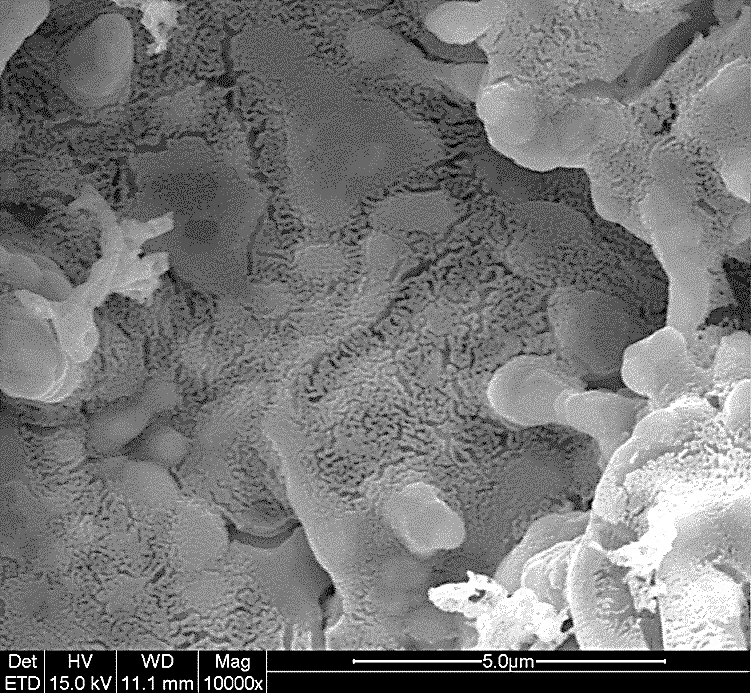 Det HV WD Mag 5.0µm
ETD 15.0 kV 11.1 mm 10000x